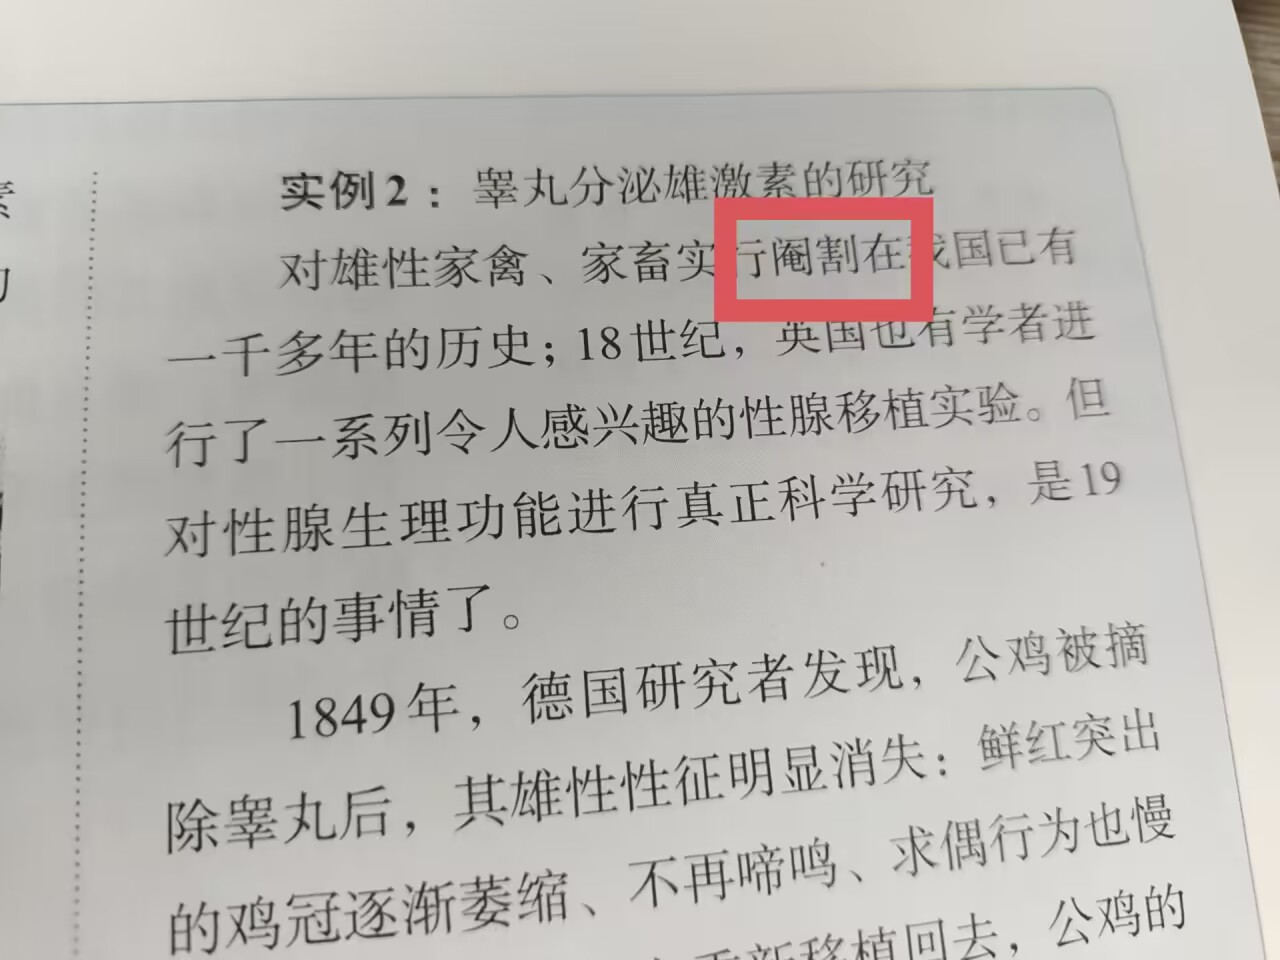 素
实例2：睾丸分泌雄激素的研究
对雄性家禽、家畜实行阉割在我国已有
一千多年的历史；18世纪，英国也有学者进
行了一系列令人感兴趣的性腺移植实验。但
对性腺生理功能进行真正科学研究，是19
世纪的事情了。
1849年，德国研究者发现，公鸡被摘
除睾丸后，其雄性性征明显消失：鲜红突出
的鸡冠逐渐萎缩、不再啼鸣、求偶行为也慢
重新移植回去，公鸡的